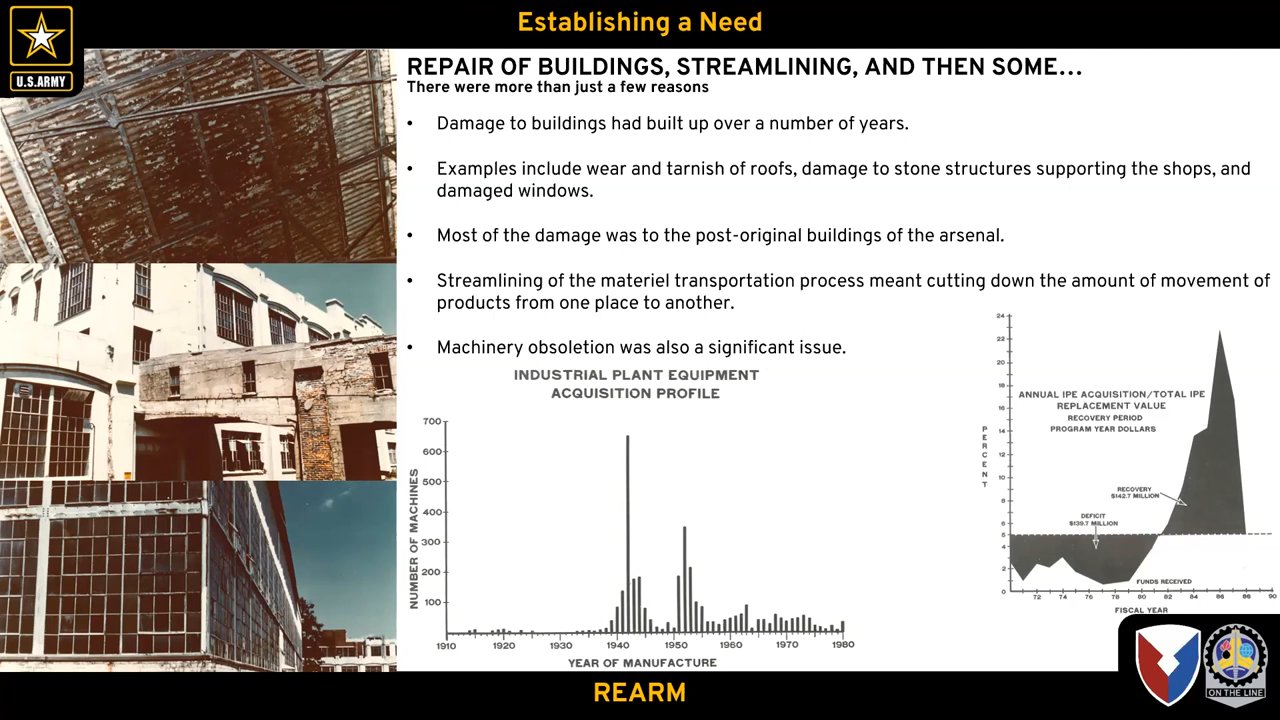 Establishing a Need
U.S.ARMY
REPAIR OF BUILDINGS, STREAMLINING, AND THEN SOME...
There were more than just a few reasons
• Damage to buildings had built up over a number of years.
• Examples include wear and tarnish of roofs, damage to stone structures supporting the shops, and
damaged windows.
• Most of the damage was to the post-original buildings of the arsenal.
• Streamlining of the materiel transportation process meant cutting down the amount of movement of
products from one place to another.
• Machinery obsoletion was also a significant issue.
INDUSTRIAL PLANT EQUIPMENT
ACQUISITION PROFILE
NUMBER OF MACHINES
700
600
500
400
300
200
100
1910 1920 1930 1940 1950 1960 1970 1980
YEAR OF MANUFACTURE
ANNUAL IPE ACQUISITION/TOTAL IPE
REPLACEMENT VALUE
RECOVERY PERIOD
PROGRAM YEAR DOLLARS
PERCENT
24
22
20
18
16
14
12
10
8
6
5
4
2
0
RECOVERY
$142.7 MILLION
DEFICIT
$139.7 MILLION
FUNDS RECEIVED
72 74 76 78 80 82 84 86 88 90
FISCAL YEAR
ON THE LINE
REARM